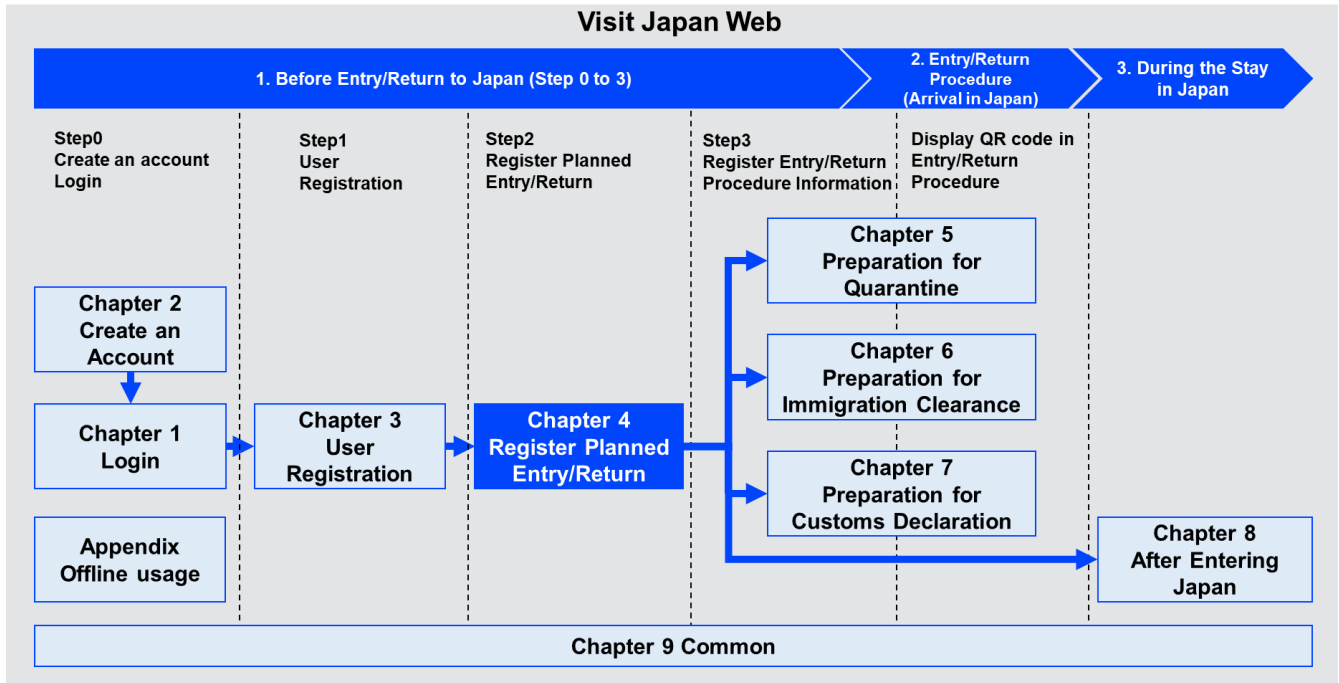 Visit Japan Web
1. Before Entry/Return to Japan (Step 0 to 3)
2. Entry/Return
Procedure
(Arrival in Japan)
3. During the Stay
in Japan
Step0
Create an account
Login
Step1
User
Registration
Step2
Register Planned
Entry/Return
Step3
Register Entry/Return
Procedure Information
Display QR code in
Entry/Return
Procedure
Chapter 2
Create an
Account
Chapter 1
Login
Appendix
Offline usage
Chapter 3
User
Registration
Chapter 4
Register Planned
Entry/Return
Chapter 5
Preparation for
Quarantine
Chapter 6
Preparation for
Immigration Clearance
Chapter 7
Preparation for
Customs Declaration
Chapter 8
After Entering
Japan
Chapter 9 Common